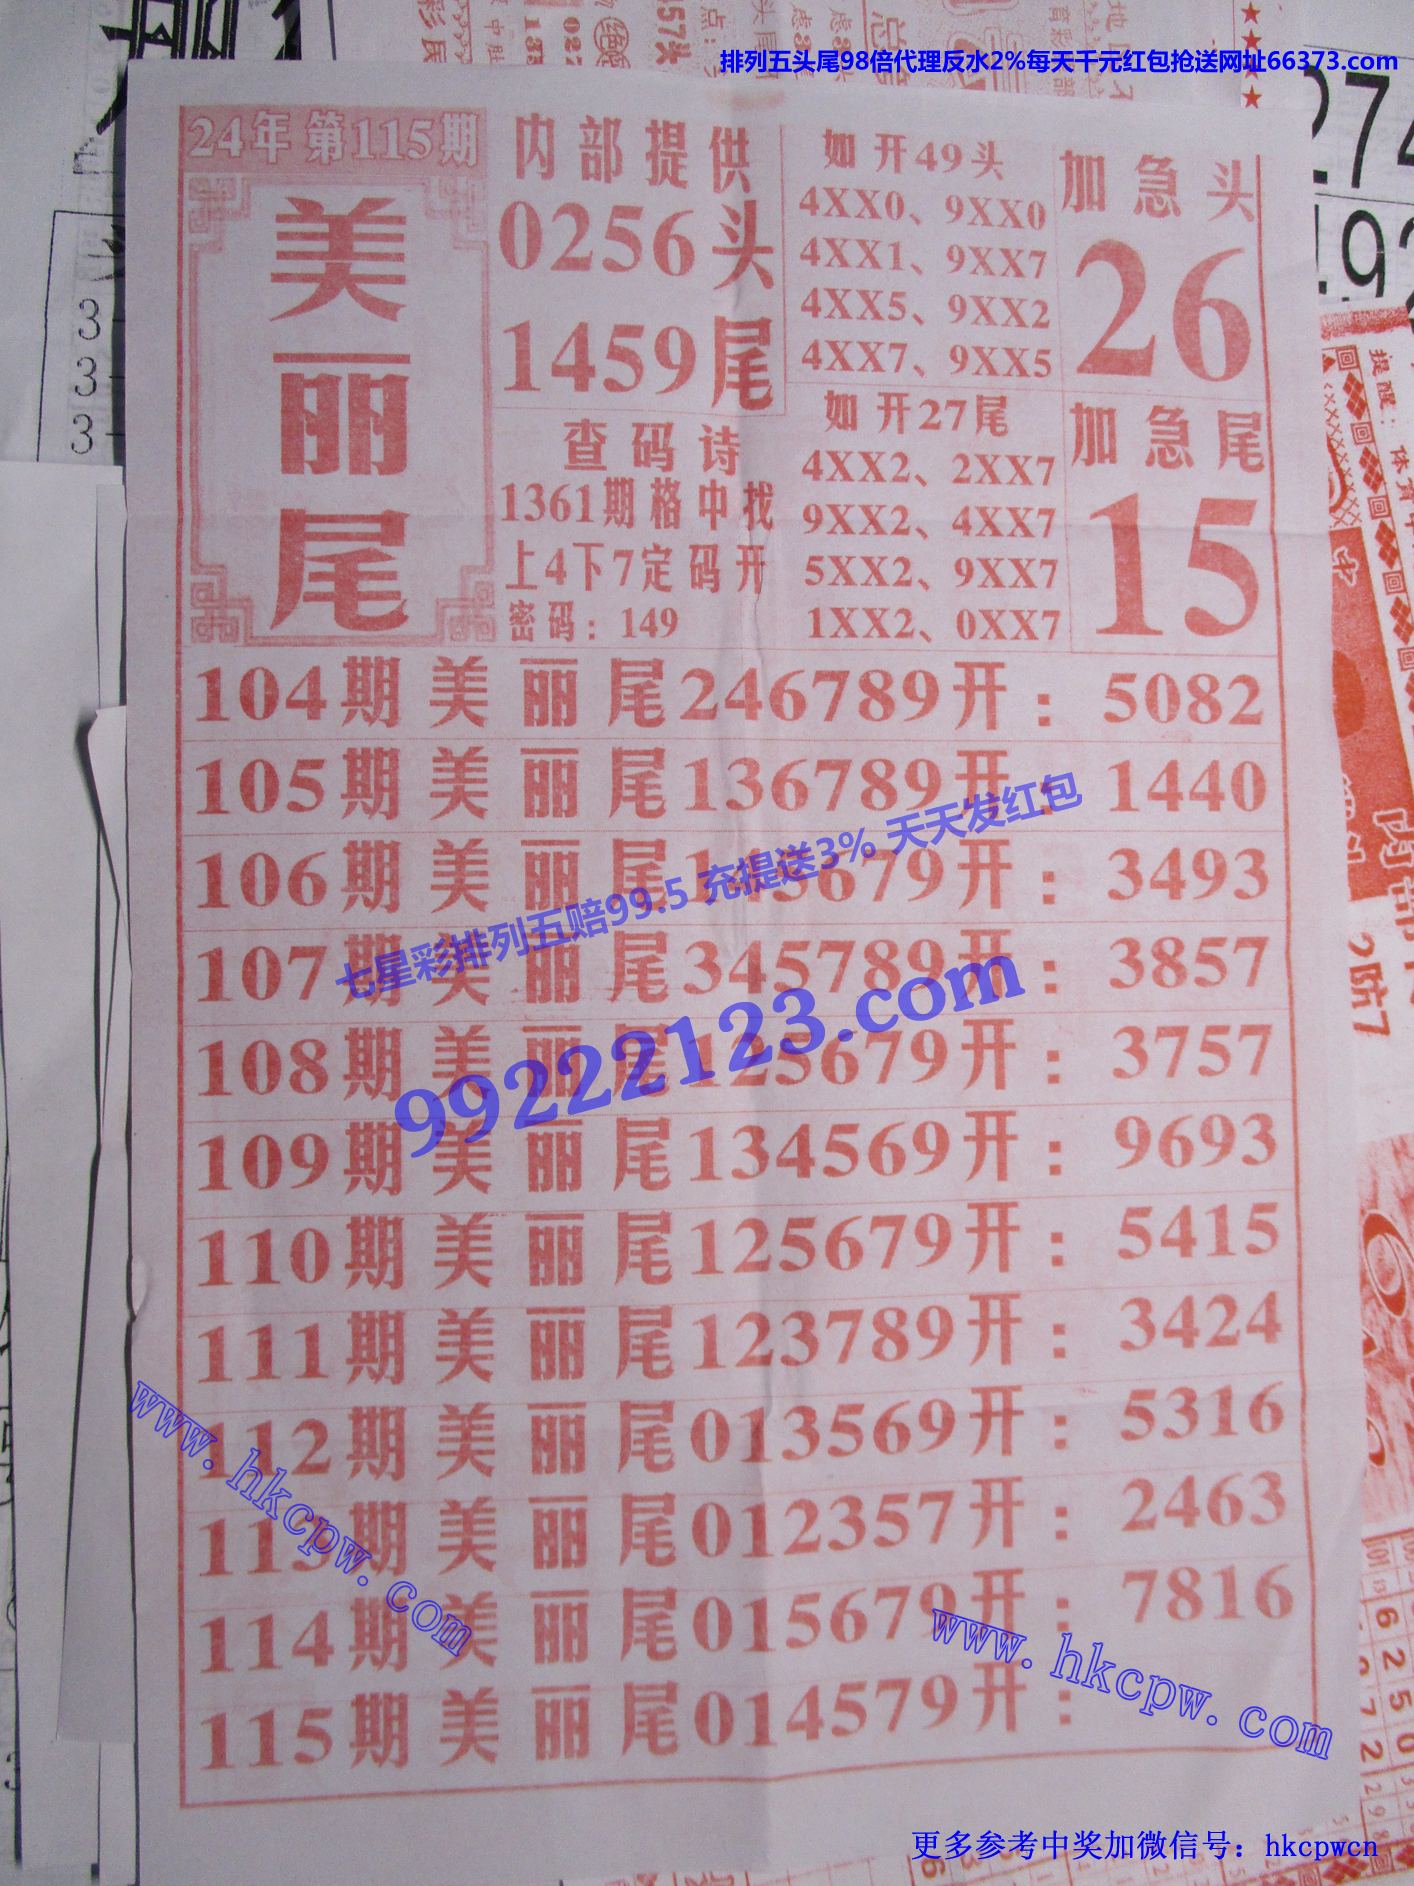 排列五头尾98倍代理反水2%每天千元红包抢送网址66373.com
24年 第115期
美丽尾
内部提供
0256头
1459尾
查码诗
1361期格中找
上4下7定码开
密码：149
如开49头
4XX0、9XX0
4XX1、9XX7
4XX5、9XX2
4XX7、9XX5
如开27尾
4XX2、2XX7
9XX2、4XX7
5XX2、9XX7
1XX2、0XX7
加急头
26
加急尾
15
104期美丽尾246789开：5082
105期美丽尾136789开：1440
106期美丽尾145679开：3493
107期美丽尾345789开：3857
108期美丽尾125679开：3757
109期美丽尾134569开：9693
110期美丽尾125679开：5415
111期美丽尾123789开：3424
112期美丽尾013569开：5316
113期美丽尾012357开：2463
114期美丽尾015679开：7816
115期美丽尾014579开：
七星彩排列五赔99.5 充提送3% 天天发红包
99222123.com
www.hkcpw.com
www.hkcpw.com
更多参考中奖加微信号：hkcpwcn